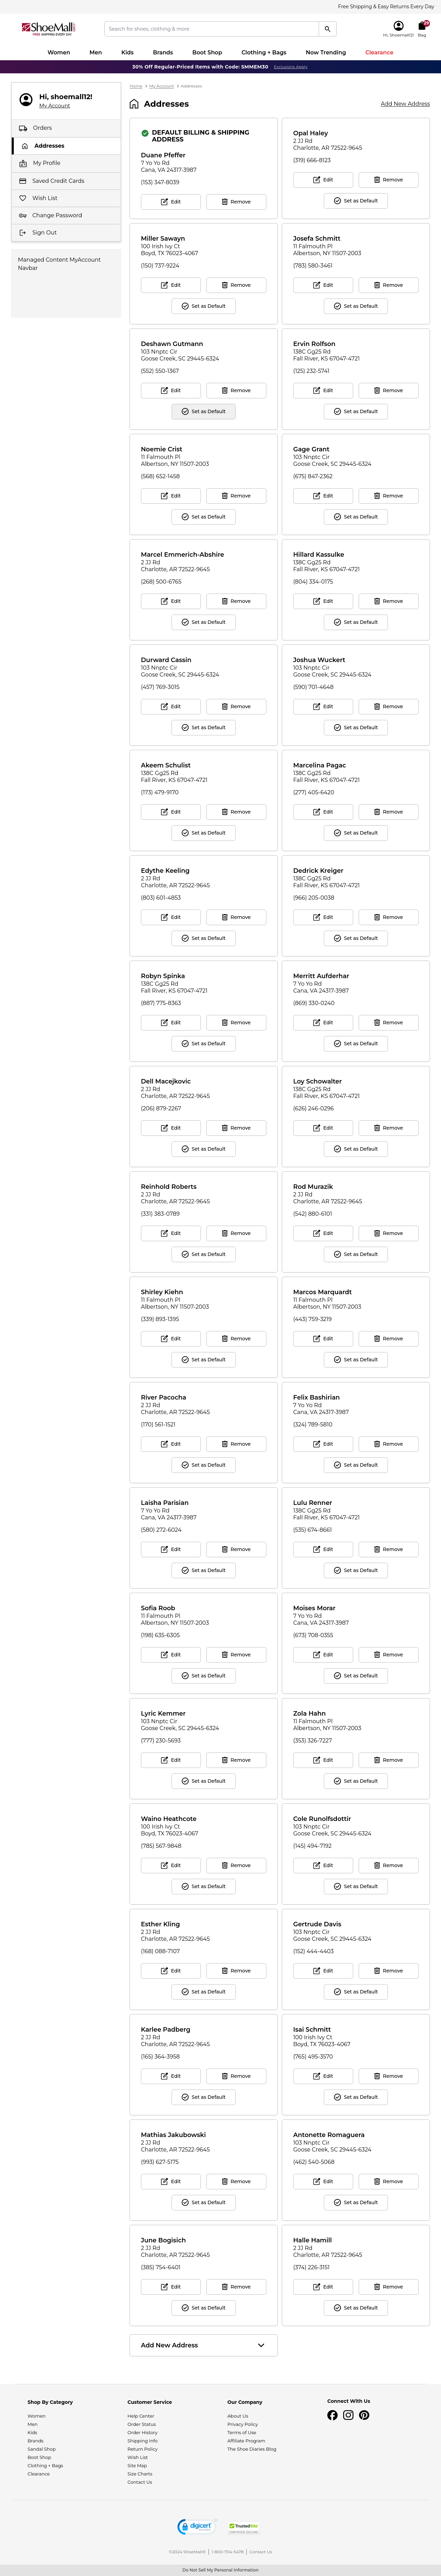 Free Shipping & Easy Returns Every Day
ShoeMall
FREE SHIPPING EVERY DAY
Search for shoes, clothing & more
Hi, Shoemall12!
Bag
Women
Men
Kids
Brands
Boot Shop
Clothing + Bags
Now Trending
Clearance
30% Off Regular-Priced Items with Code: SMMEM30 Exclusions Apply
Hi, shoemall12!
My Account
Orders
Addresses
My Profile
Saved Credit Cards
Wish List
Change Password
Sign Out
Managed Content MyAccount
Navbar
Home > My Account > Addresses
Addresses
Add New Address
DEFAULT BILLING & SHIPPING
ADDRESS
Duane Pfeffer
7 Yo Yo Rd
Cana, VA 24317-3987
(153) 347-8039
Edit
Remove
Opal Haley
2 JJ Rd
Charlotte, AR 72522-9645
(319) 666-8123
Edit
Remove
Set as Default
Miller Sawayn
100 Irish Ivy Ct
Boyd, TX 76023-4067
(150) 737-9224
Edit
Remove
Set as Default
Josefa Schmitt
11 Falmouth Pl
Albertson, NY 11507-2003
(783) 580-3461
Edit
Remove
Set as Default
Deshawn Gutmann
103 Nnptc Cir
Goose Creek, SC 29445-6324
(552) 550-1367
Edit
Remove
Set as Default
Ervin Rolfson
138C Gg25 Rd
Fall River, KS 67047-4721
(125) 232-5741
Edit
Remove
Set as Default
Noemie Crist
11 Falmouth Pl
Albertson, NY 11507-2003
(568) 652-1458
Edit
Remove
Set as Default
Gage Grant
103 Nnptc Cir
Goose Creek, SC 29445-6324
(675) 847-2362
Edit
Remove
Set as Default
Marcel Emmerich-Abshire
2 JJ Rd
Charlotte, AR 72522-9645
(268) 500-6765
Edit
Remove
Set as Default
Hillard Kassulke
138C Gg25 Rd
Fall River, KS 67047-4721
(804) 334-0175
Edit
Remove
Set as Default
Durward Cassin
103 Nnptc Cir
Goose Creek, SC 29445-6324
(457) 769-3015
Edit
Remove
Set as Default
Joshua Wuckert
103 Nnptc Cir
Goose Creek, SC 29445-6324
(590) 701-4648
Edit
Remove
Set as Default
Akeem Schulist
138C Gg25 Rd
Fall River, KS 67047-4721
(173) 479-9170
Edit
Remove
Set as Default
Marcelina Pagac
138C Gg25 Rd
Fall River, KS 67047-4721
(277) 405-6420
Edit
Remove
Set as Default
Edythe Keeling
2 JJ Rd
Charlotte, AR 72522-9645
(803) 601-4853
Edit
Remove
Set as Default
Dedrick Kreiger
138C Gg25 Rd
Fall River, KS 67047-4721
(966) 205-0038
Edit
Remove
Set as Default
Robyn Spinka
138C Gg25 Rd
Fall River, KS 67047-4721
(887) 775-8363
Edit
Remove
Set as Default
Merritt Aufderhar
7 Yo Yo Rd
Cana, VA 24317-3987
(869) 330-0240
Edit
Remove
Set as Default
Dell Macejkovic
2 JJ Rd
Charlotte, AR 72522-9645
(206) 879-2267
Edit
Remove
Set as Default
Loy Schowalter
138C Gg25 Rd
Fall River, KS 67047-4721
(626) 246-0296
Edit
Remove
Set as Default
Reinhold Roberts
2 JJ Rd
Charlotte, AR 72522-9645
(331) 383-0789
Edit
Remove
Set as Default
Rod Murazik
2 JJ Rd
Charlotte, AR 72522-9645
(542) 880-6101
Edit
Remove
Set as Default
Shirley Kiehn
11 Falmouth Pl
Albertson, NY 11507-2003
(339) 893-1395
Edit
Remove
Set as Default
Marcos Marquardt
11 Falmouth Pl
Albertson, NY 11507-2003
(443) 759-3219
Edit
Remove
Set as Default
River Pacocha
2 JJ Rd
Charlotte, AR 72522-9645
(170) 561-1521
Edit
Remove
Set as Default
Felix Bashirian
7 Yo Yo Rd
Cana, VA 24317-3987
(324) 789-5810
Edit
Remove
Set as Default
Laisha Parisian
7 Yo Yo Rd
Cana, VA 24317-3987
(580) 272-6024
Edit
Remove
Set as Default
Lulu Renner
138C Gg25 Rd
Fall River, KS 67047-4721
(535) 674-8661
Edit
Remove
Set as Default
Sofia Roob
11 Falmouth Pl
Albertson, NY 11507-2003
(198) 635-6305
Edit
Remove
Set as Default
Moises Morar
7 Yo Yo Rd
Cana, VA 24317-3987
(673) 708-0355
Edit
Remove
Set as Default
Lyric Kemmer
103 Nnptc Cir
Goose Creek, SC 29445-6324
(777) 230-5693
Edit
Remove
Set as Default
Zola Hahn
11 Falmouth Pl
Albertson, NY 11507-2003
(353) 326-7227
Edit
Remove
Set as Default
Waino Heathcote
100 Irish Ivy Ct
Boyd, TX 76023-4067
(785) 567-9848
Edit
Remove
Set as Default
Cole Runolfsdottir
103 Nnptc Cir
Goose Creek, SC 29445-6324
(145) 494-7192
Edit
Remove
Set as Default
Esther Kling
2 JJ Rd
Charlotte, AR 72522-9645
(168) 088-7107
Edit
Remove
Set as Default
Gertrude Davis
103 Nnptc Cir
Goose Creek, SC 29445-6324
(152) 444-4403
Edit
Remove
Set as Default
Karlee Padberg
2 JJ Rd
Charlotte, AR 72522-9645
(165) 364-3958
Edit
Remove
Set as Default
Isai Schmitt
100 Irish Ivy Ct
Boyd, TX 76023-4067
(765) 495-3570
Edit
Remove
Set as Default
Mathias Jakubowski
2 JJ Rd
Charlotte, AR 72522-9645
(993) 627-5175
Edit
Remove
Set as Default
Antonette Romaguera
103 Nnptc Cir
Goose Creek, SC 29445-6324
(462) 540-5068
Edit
Remove
Set as Default
June Bogisich
2 JJ Rd
Charlotte, AR 72522-9645
(385) 754-6401
Edit
Remove
Set as Default
Halle Hamill
2 JJ Rd
Charlotte, AR 72522-9645
(374) 226-3151
Edit
Remove
Set as Default
Add New Address
Shop By Category
Women
Men
Kids
Brands
Sandal Shop
Boot Shop
Clothing + Bags
Clearance
Customer Service
Help Center
Order Status
Order History
Shipping Info
Return Policy
Wish List
Site Map
Size Charts
Contact Us
Our Company
About Us
Privacy Policy
Terms of Use
Affiliate Program
The Shoe Diaries Blog
Connect With Us
digicert
TrustedSite
CERTIFIED SECURE
©2024 ShoeMall® | 1-800-704-5478 | Contact Us
Do Not Sell My Personal Information